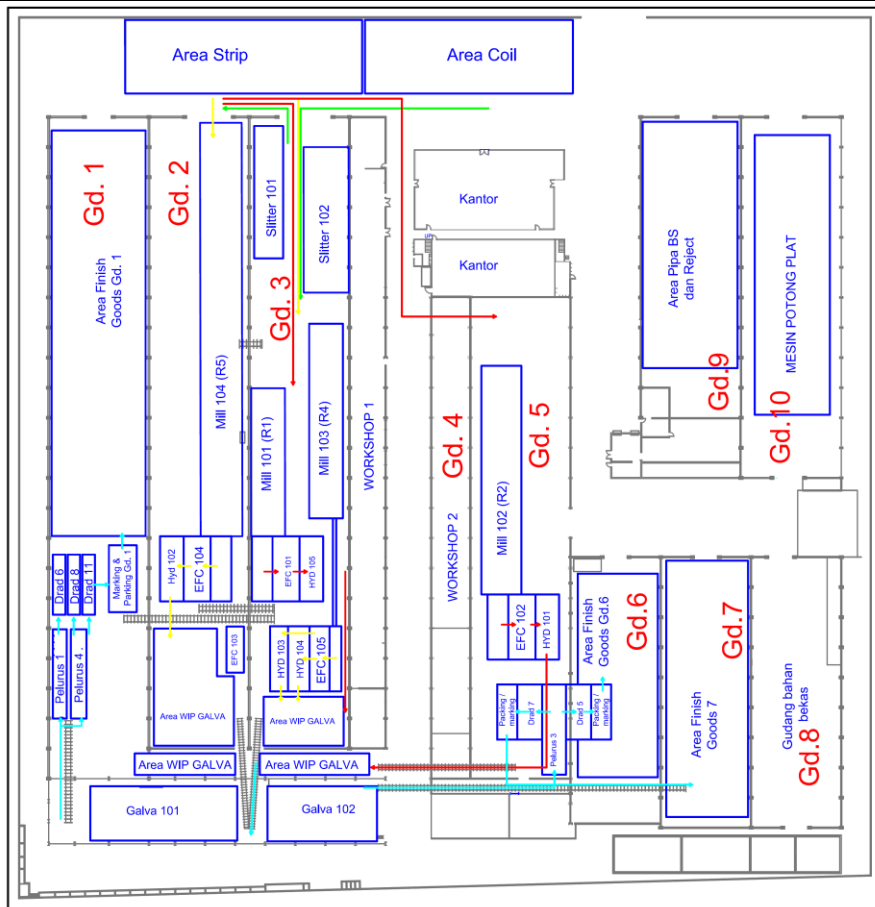 Area Strip
Area Coil
Gd. 1
Gd. 2
Slitter 101
Slitter 102
Gd. 3
Area Finish
Goods Gd. 1
Mill 104 (R5)
Mill 101 (R1)
Mill 103 (R4)
WORKSHOP 1
Kantor
Kantor
Gd. 4
Gd. 5
WORKSHOP 2
Mill 102 (R2)
Area Pipa BS
dan Reject
Gd.9
MESIN POTONG PLAT
Gd.10
Drad 6
Drad 8
Drad 11
Marking &
Parking Gd. 1
Hyd 102
EFC 104
EFC 101
HYD 105
Pelurus 1
Pelurus 4 .
EFC 103
HYD 103
HYD 104
EFC 105
Area WIP GALVA
Area WIP GALVA
Area WIP GALVA
Area WIP GALVA
Galva 101
Galva 102
EFC 102
HYD 101
Packing /
marking
Drad 7
Pelurus 3
Drad 5
Packing /
marking
Area Finish
Goods Gd.6
Gd.6
Area Finish
Goods 7
Gd.7
Gudang bahan
bekas
Gd.8